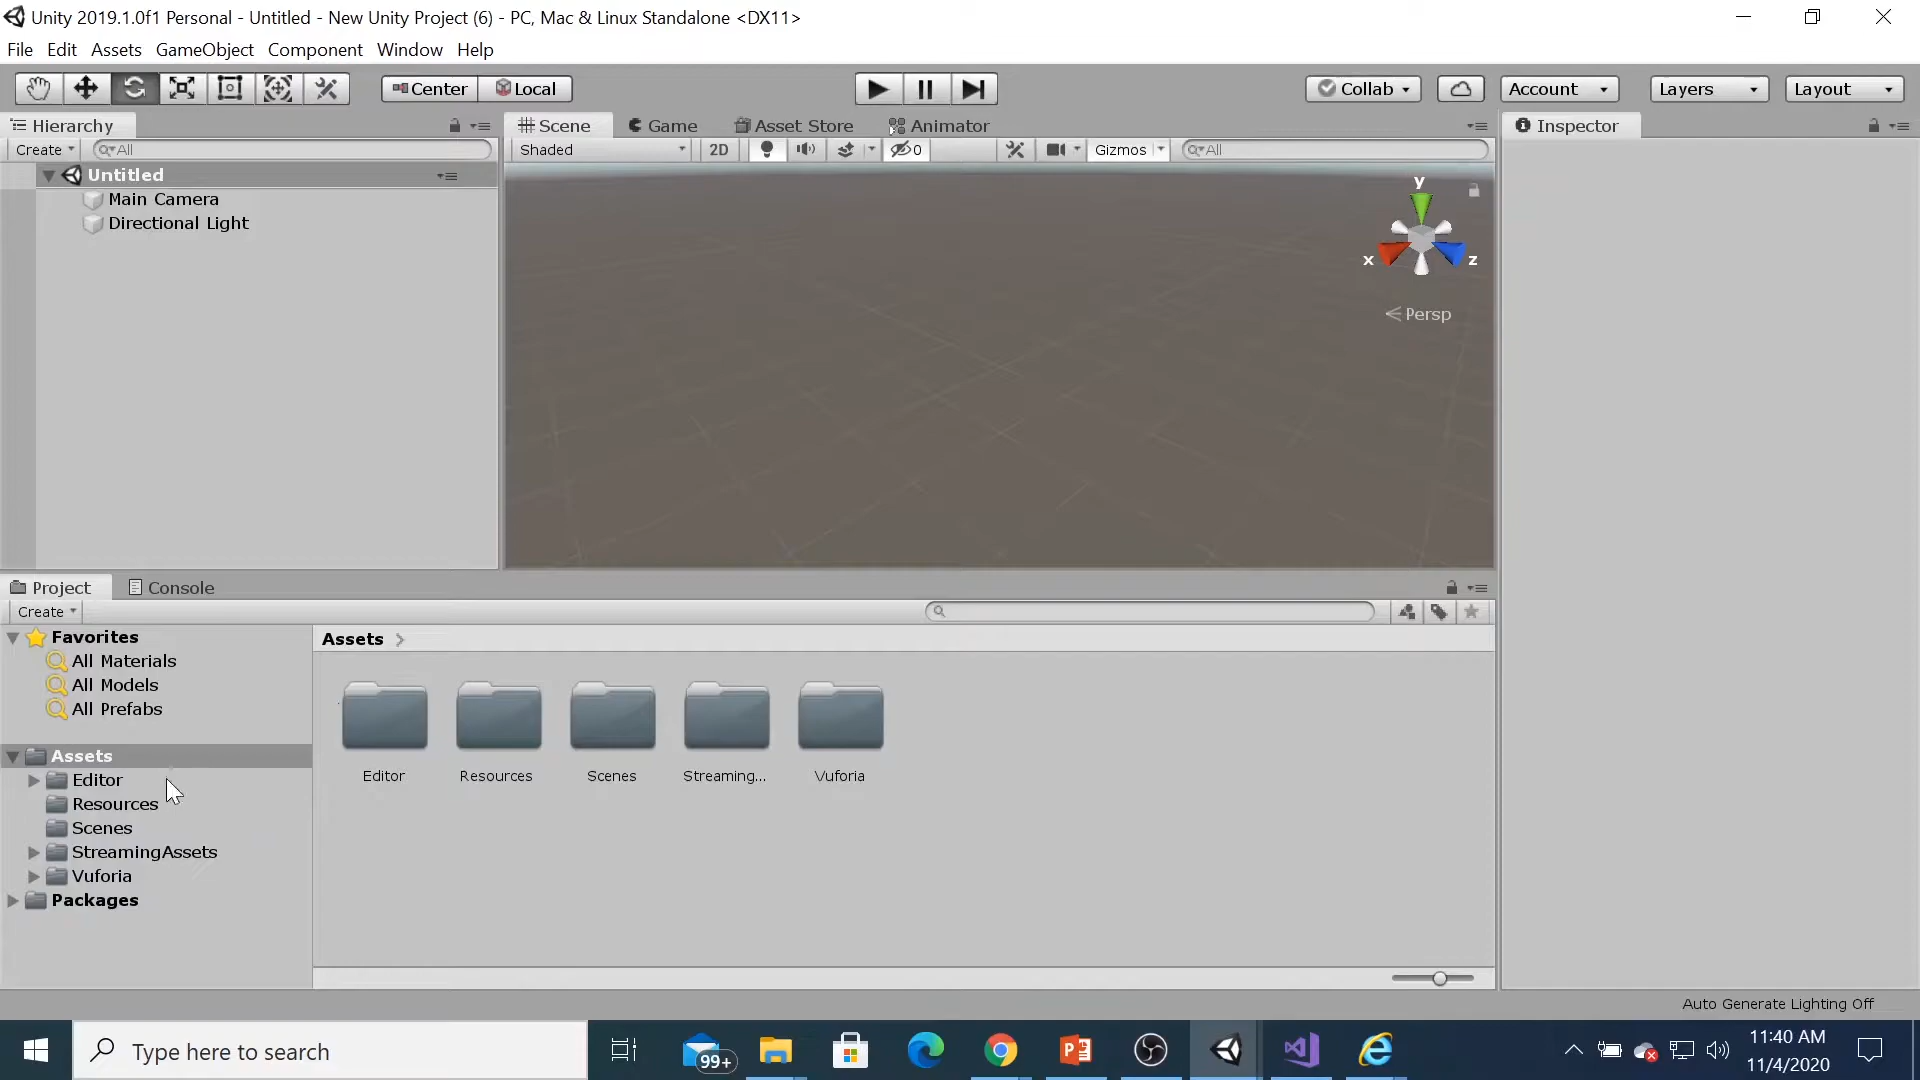 Unity 2019.1.0f1 Personal - Untitled - New Unity Project (6) - PC, Mac & Linux Standalone <DX11>
File Edit Assets GameObject Component Window Help
Center Local Collab Account Layers Layout
Hierarchy Scene Game Asset Store Animator Inspector
Create All Shaded 2D 0 Gizmos All
Untitled
Main Camera
Directional Light
y
x z
Persp
Project Console
Create
Favorites
All Materials
All Models
All Prefabs
Assets
Editor
Resources
Scenes
StreamingAssets
Vuforia
Packages
Assets
Editor Resources Scenes Streaming... Vuforia
Auto Generate Lighting Off
Type here to search
99+
11:40 AM
11/4/2020